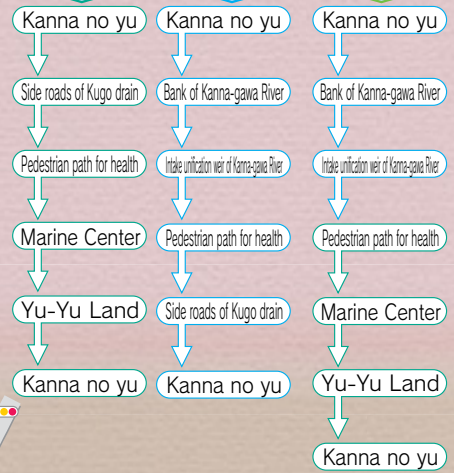 Kanna no yu
Side roads of Kugo drain
Pedestrian path for health
Marine Center
Yu-Yu Land
Kanna no yu
Kanna no yu
Bank of Kanna-gawa River
Intake unification weir of Kanna-gawa River
Pedestrian path for health
Side roads of Kugo drain
Kanna no yu
Kanna no yu
Bank of Kanna-gawa River
Intake unification weir of Kanna-gawa River
Pedestrian path for health
Marine Center
Yu-Yu Land
Kanna no yu